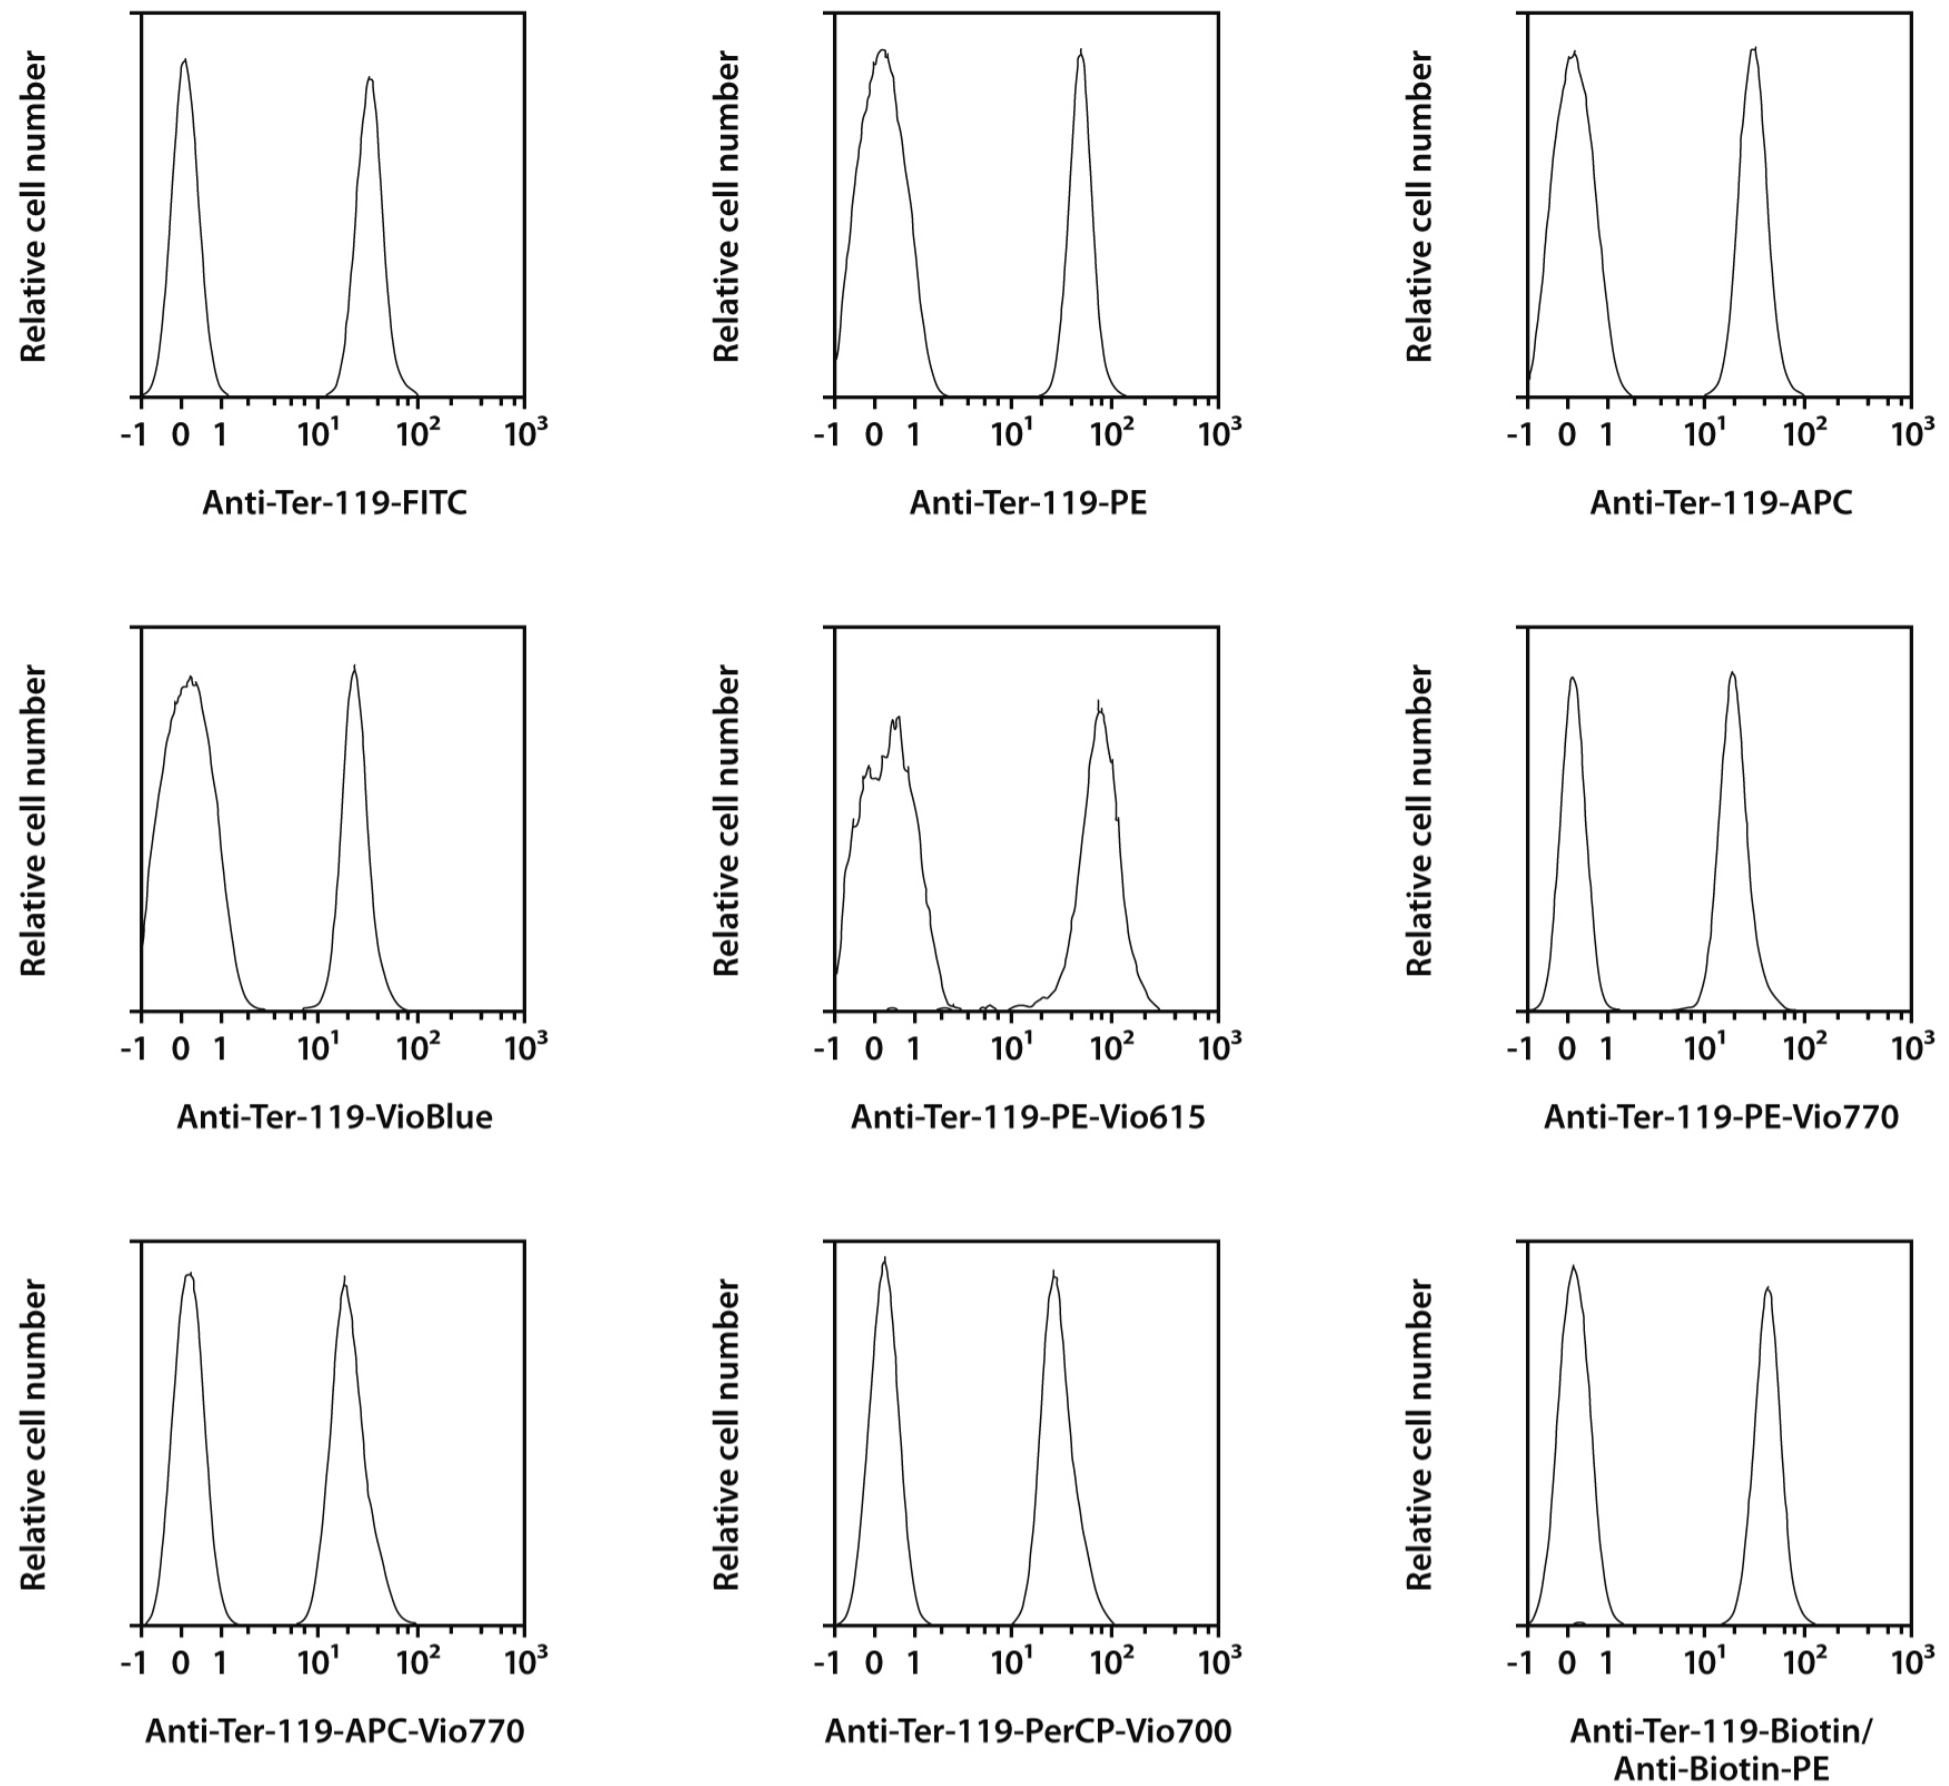 Relative cell number
-1 0 1 10¹ 10² 10³
Anti-Ter-119-FITC
Relative cell number
-1 0 1 10¹ 10² 10³
Anti-Ter-119-PE
Relative cell number
-1 0 1 10¹ 10² 10³
Anti-Ter-119-APC
Relative cell number
-1 0 1 10¹ 10² 10³
Anti-Ter-119-VioBlue
Relative cell number
-1 0 1 10¹ 10² 10³
Anti-Ter-119-PE-Vio615
Relative cell number
-1 0 1 10¹ 10² 10³
Anti-Ter-119-PE-Vio770
Relative cell number
-1 0 1 10¹ 10² 10³
Anti-Ter-119-APC-Vio770
Relative cell number
-1 0 1 10¹ 10² 10³
Anti-Ter-119-PerCP-Vio700
Relative cell number
-1 0 1 10¹ 10² 10³
Anti-Ter-119-Biotin/
Anti-Biotin-PE